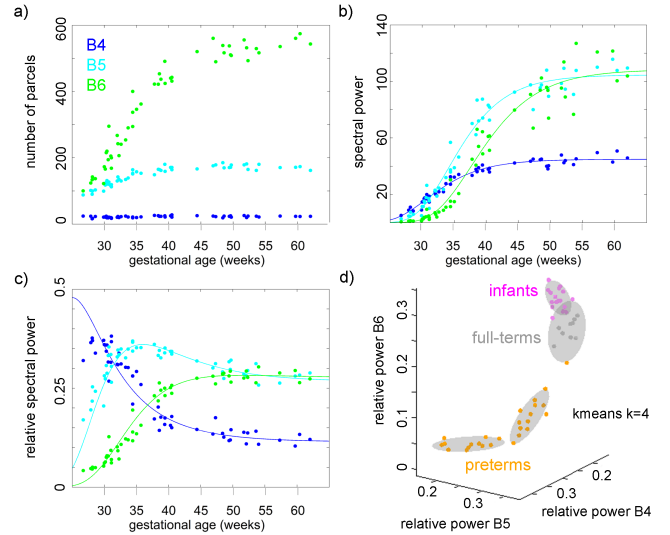 a)
600
400
200
0
number of parcels
B4
B5
B6
30 35 40 45 50 55 60
gestational age (weeks)
b)
140
100
60
20
spectral power
25 30 35 40 45 50 55 60
gestational age (weeks)
c)
0.5
0.25
0
relative spectral power
30 35 40 45 50 55 60
gestational age (weeks)
d)
infants
full-terms
kmeans k=4
preterms
0.3
0.2
0.1
0
relative power B6
0.2 0.3
relative power B5
0.3 0.2
relative power B4